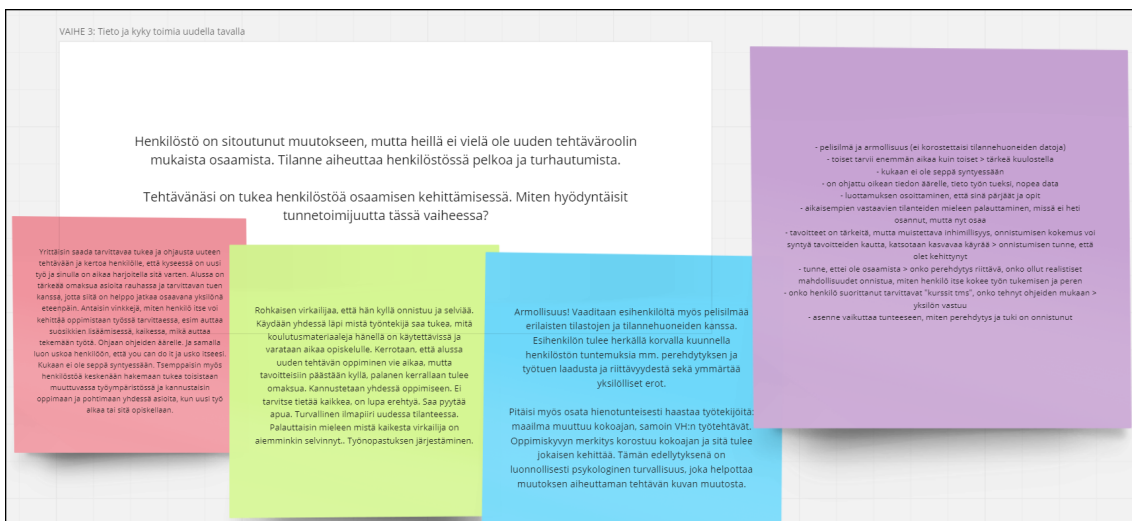 VAIHE 3: Tieto ja kyky toimia uudella tavalla
Henkilöstö on sitoutunut muutokseen, mutta heillä ei vielä ole uuden tehtäväroolin
mukaista osaamista. Tilanne aiheuttaa henkilöstössä pelkoa ja turhautumista.
Tehtävänäsi on tukea henkilöstöä osaamisen kehittämisessä. Miten hyödyntäisit
tunnetoimijuutta tässä vaiheessa?
Yrittäisin saada tarvittavaa tukea ja ohjausta uuteen
tehtävään ja kertoa henkilölle, että kyseessä on uusi
työ ja sinulla on aikaa harjoitella sitä varten. Alussa on
tärkeää omaksua asioita rauhassa ja tarvittavan tuen
kanssa, jotta siitä on helppo jatkaa osaavana yksilönä
eteenpäin. Antaisin vinkkejä, miten henkilö itse voi
kehittää oppimistaan työssä tarvittaessa, esim auttaa
suosikkien lisäämisessä, kaikessa, mikä auttaa
tekemään työtä. Ohjaan ohjeiden äärelle. Ja samalla
luon uskoa henkilöön, että you can do it ja usko itseesi.
Kukaan ei ole seppä syntyessään. Tsemppaisin myös
henkilöstöä keskenään hakemaan tukea toisistaan
muuttuvassa työympäristössä ja kannustaisin
oppimaan ja pohtimaan yhdessä asioita, kun uusi työ
aikaa tai sitä opiskellaan.
Rohkaisen virkailijaa, että hän kyllä onnistuu ja selviää.
Käydään yhdessä läpi mistä työntekijä saa tukea, mitä
koulutusmateriaaleja hänellä on käytettävissä ja
varataan aikaa opiskelulle. Kerrotaan, että alussa
uuden tehtävän oppiminen vie aikaa, mutta
tavoitteisiin päästään kyllä, palanen kerrallaan tulee
omaksua. Kannustetaan yhdessä oppimiseen. Ei
tarvitse tietää kaikkea, on lupa erehtyä. Saa pyytää
apua. Turvallinen ilmapiiri uudessa tilanteessa.
Palauttaisin mieleen mistä kaikesta virkailija on
aiemminkin selvinnyt.. Työnopastuksen järjestäminen.
Armollisuus! Vaaditaan esihenkilöltä myös pelisilmää
erilaisten tilastojen ja tilannehuoneiden kanssa.
Esihenkilön tulee herkällä korvalla kuunnella
henkilöstön tuntemuksia mm. perehdytyksen ja
työtuen laadusta ja riittävyydestä sekä ymmärtää
yksilölliset erot.
Pitäisi myös osata hienotunteisesti haastaa työtekijöitä:
maailma muuttuu kokoajan, samoin VH:n työtehtävät.
Oppimiskyvyn merkitys korostuu kokoajan ja sitä tulee
jokaisen kehittää. Tämän edellytyksenä on
luonnollisesti psykologinen turvallisuus, joka helpottaa
muutoksen aiheuttaman tehtävän kuvan muutosta.
- pelisilmä ja armollisuus (ei korostettaisi tilannehuoneiden datoja)
- toiset tarvii enemmän aikaa kuin toiset > tärkeä kuulostella
- kukaan ei ole seppä syntyessään
- on ohjattu oikean tiedon äärelle, tieto työn tueksi, nopea data
- luottamuksen osoittaminen, että sinä pärjäät ja opit
- aikaisempien vastaavien tilanteiden mieleen palauttaminen, missä ei heti
osannut, mutta nyt osaa
- tavoitteet on tärkeitä, mutta muistettava inhimillisyys, onnistumisen kokemus voi
syntyä tavoitteiden kautta, katsotaan kasvavaa käyrää > onnistumisen tunne, että
olet kehittynyt
- tunne, ettei ole osaamista > onko perehdytys riittävä, onko ollut realistiset
mahdollisuudet onnistua, miten henkilö itse kokee työn tukemisen ja peren
- onko henkilö suorittanut tarvittavat "kurssit tms", onko tehnyt ohjeiden mukaan >
yksilön vastuu
- asenne vaikuttaa tunteeseen, miten perehdytys ja tuki on onnistunut